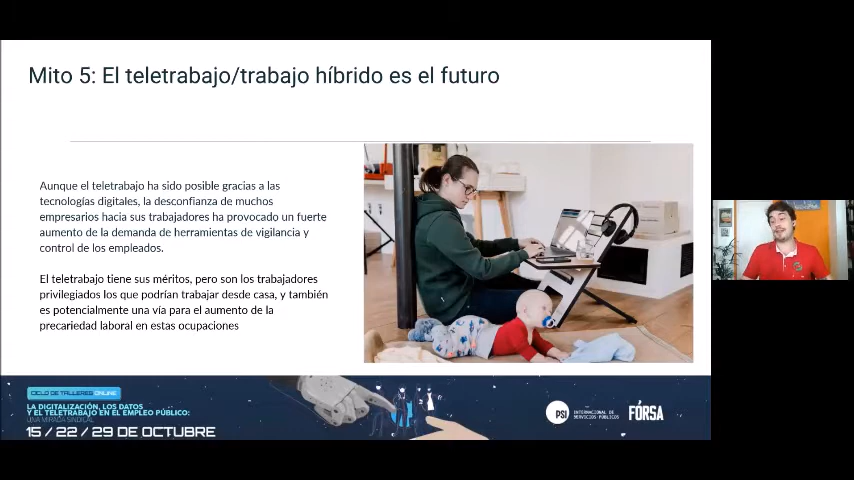 Mito 5: El teletrabajo/trabajo híbrido es el futuro
Aunque el teletrabajo ha sido posible gracias a las
tecnologías digitales, la desconfianza de muchos
empresarios hacia sus trabajadores ha provocado un fuerte
aumento de la demanda de herramientas de vigilancia y
control de los empleados.
El teletrabajo tiene sus méritos, pero son los trabajadores
privilegiados los que podrían trabajar desde casa, y también
es potencialmente una vía para el aumento de la
precariedad laboral en estas ocupaciones
CICLO DE TALLERES ONLINE
LA DIGITALIZACIÓN, LOS DATOS
Y EL TELETRABAJO EN EL EMPLEO PÚBLICO:
UNA MIRADA SINDICAL
15 / 22 / 29 DE OCTUBRE
PSI
INTERNACIONAL DE
SERVICIOS PÚBLICOS
FÓRSA